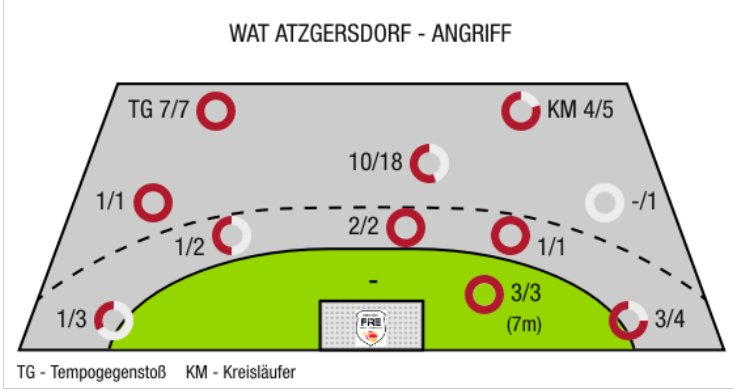 WAT ATZGERSDORF - ANGRIFF
TG 7/7
KM 4/5
10/18
1/1
-/1
2/2
1/2
1/1
-
3/3
(7m)
1/3
FIRE
3/4
TG - Tempogegenstoß KM - Kreisläufer